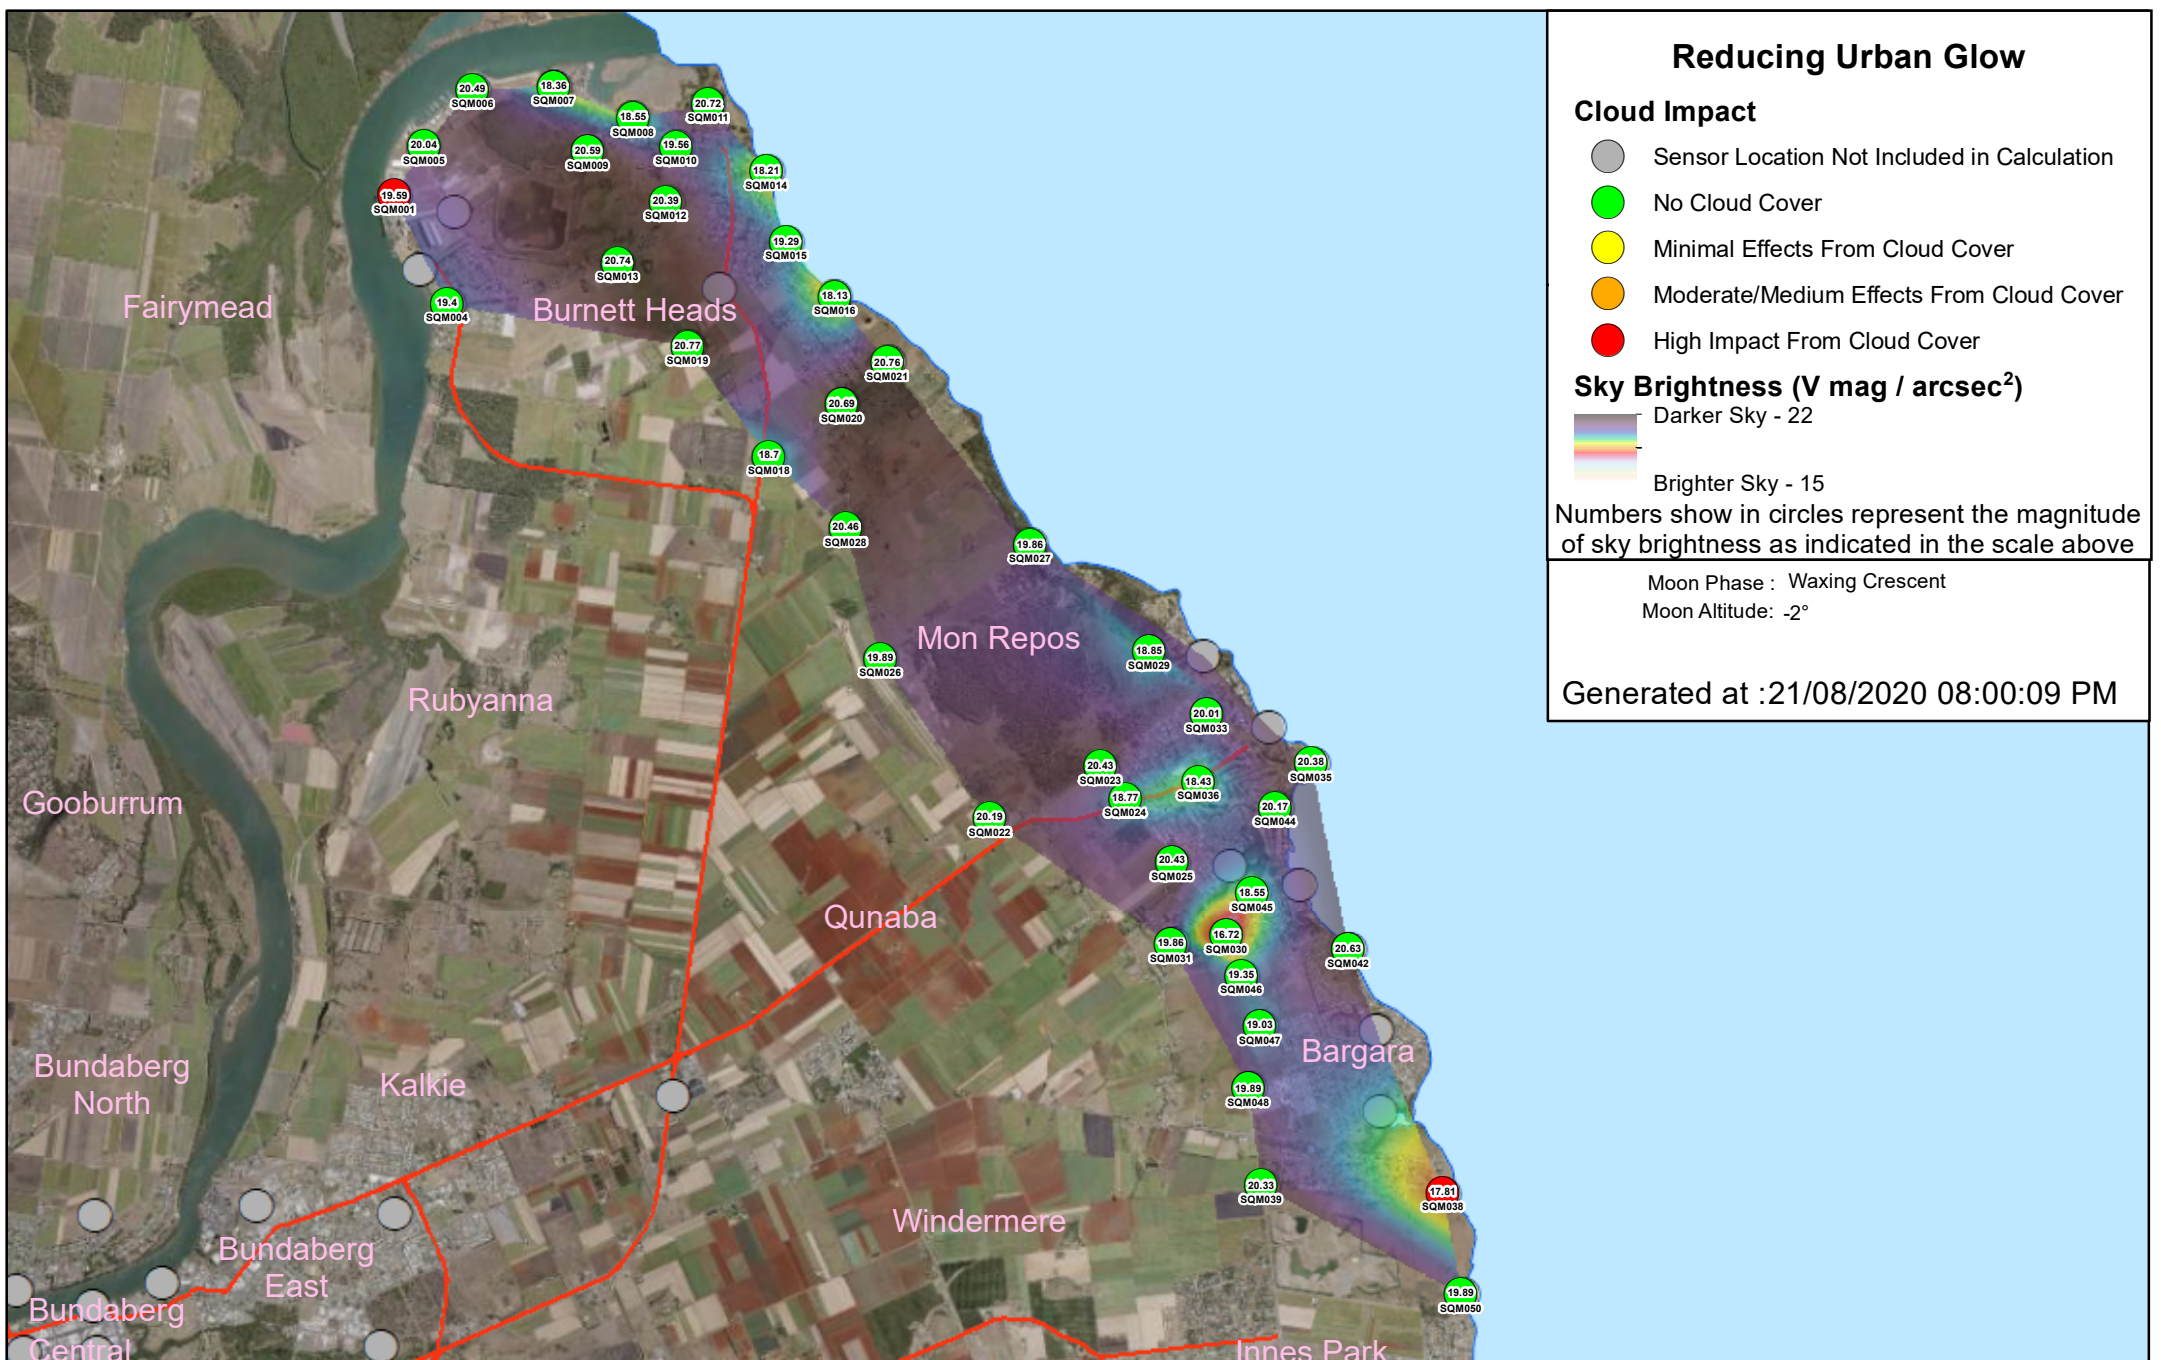 Reducing Urban Glow
Cloud Impact
Sensor Location Not Included in Calculation
No Cloud Cover
Minimal Effects From Cloud Cover
Moderate/Medium Effects From Cloud Cover
High Impact From Cloud Cover
Sky Brightness (V mag / arcsec²)
Darker Sky - 22
Brighter Sky - 15
Numbers show in circles represent the magnitude
of sky brightness as indicated in the scale above
Moon Phase : Waxing Crescent
Moon Altitude: -2°
Generated at :21/08/2020 08:00:09 PM
20.49
SQM006
18.36
SQM007
18.55
SQM008
20.72
SQM011
20.04
SQM005
20.59
SQM009
19.56
SQM010
18.21
SQM014
19.59
SQM001
20.39
SQM012
19.29
SQM015
20.74
SQM013
19.4
SQM004
18.13
SQM016
Fairymead
Burnett Heads
20.77
SQM019
20.76
SQM021
20.69
SQM020
18.7
SQM018
20.46
SQM028
19.86
SQM027
Mon Repos
18.85
SQM029
19.89
SQM026
Rubyanna
20.01
SQM033
20.43
SQM023
18.43
SQM036
20.38
SQM035
18.77
SQM024
20.17
SQM044
Gooburrum
20.19
SQM022
20.43
SQM025
18.55
SQM045
Qunaba
16.72
SQM030
19.86
SQM031
20.63
SQM042
19.35
SQM046
19.03
SQM047
Bargara
Bundaberg
North
Kalkie
19.89
SQM048
20.33
SQM039
17.81
SQM038
Windermere
Bundaberg
East
19.89
SQM050
Bundaberg
Central
Innes Park